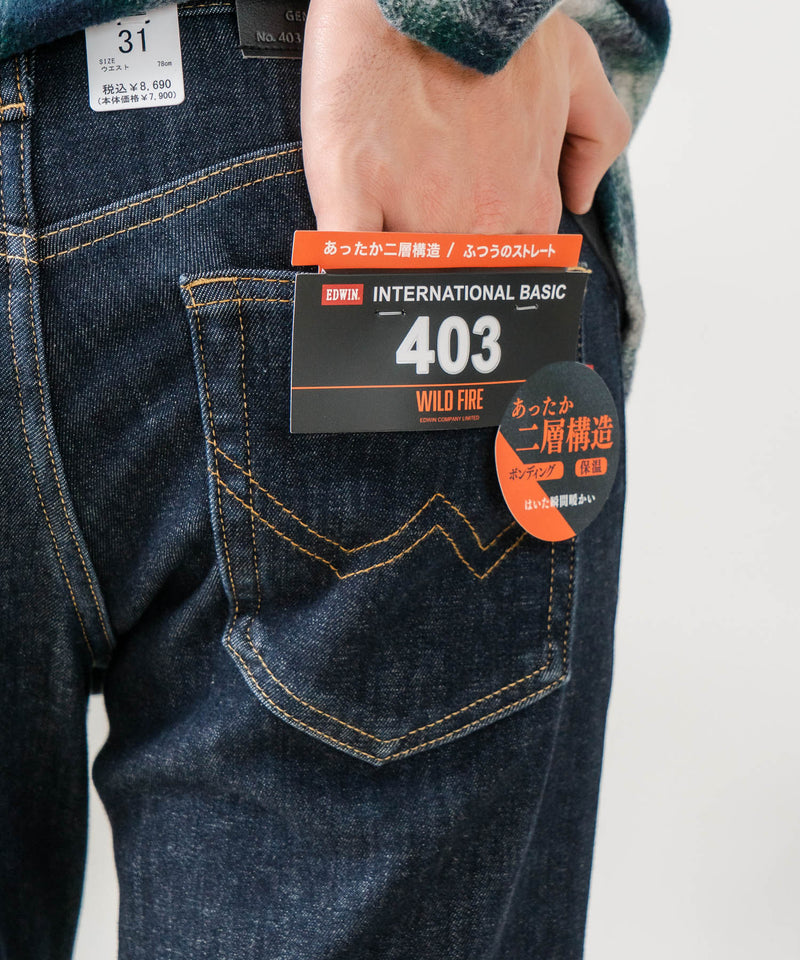 31
SIZE
ウエスト 78cm
税込¥8,690
(本体価格¥7,900)
No. 403
あったか二層構造 / ふつうのストレート
EDWIN. INTERNATIONAL BASIC
403
WILD FIRE
EDWIN COMPANY LIMITED
あったか
二層構造
ボンディング 保温
はいた瞬間暖かい